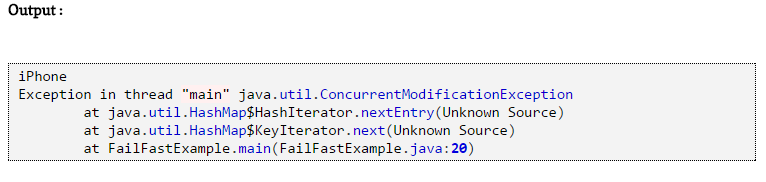 Output :
iPhone
Exception in thread "main" java.util.ConcurrentModificationException
        at java.util.HashMap$HashIterator.nextEntry(Unknown Source)
        at java.util.HashMap$KeyIterator.next(Unknown Source)
        at FailFastExample.main(FailFastExample.java:20)